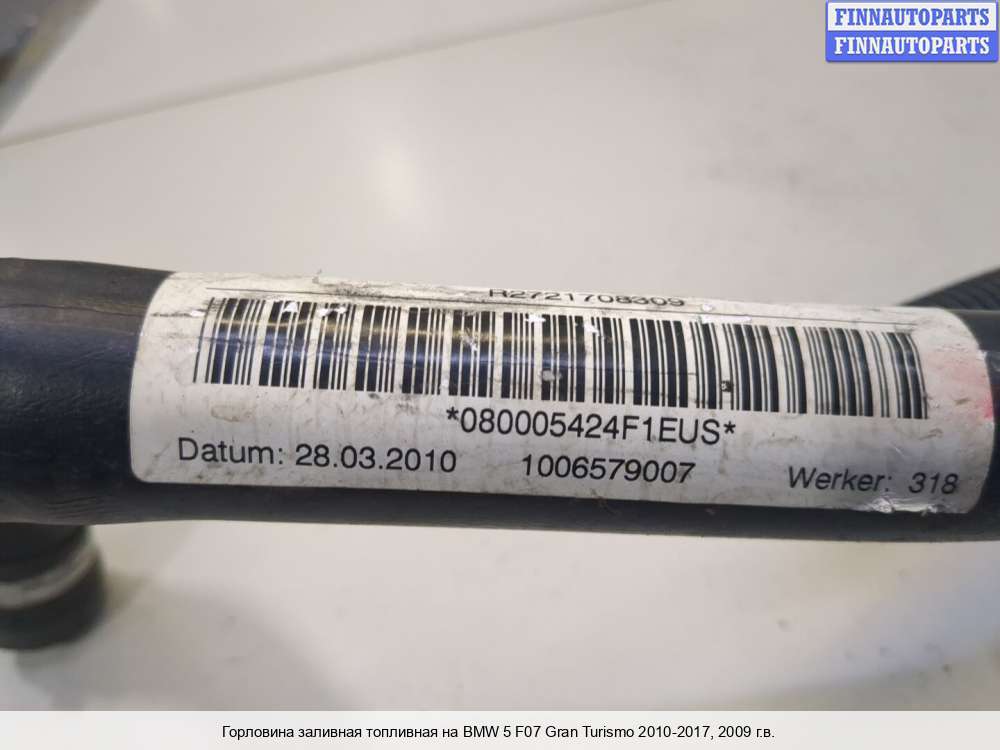 FINNAUTOPARTS
FINNAUTOPARTS
R2721708309
*080005424F1EUS*
Datum: 28.03.2010 1006579007 Werker: 318
Горловина заливная топливная на BMW 5 F07 Gran Turismo 2010-2017, 2009 г.в.